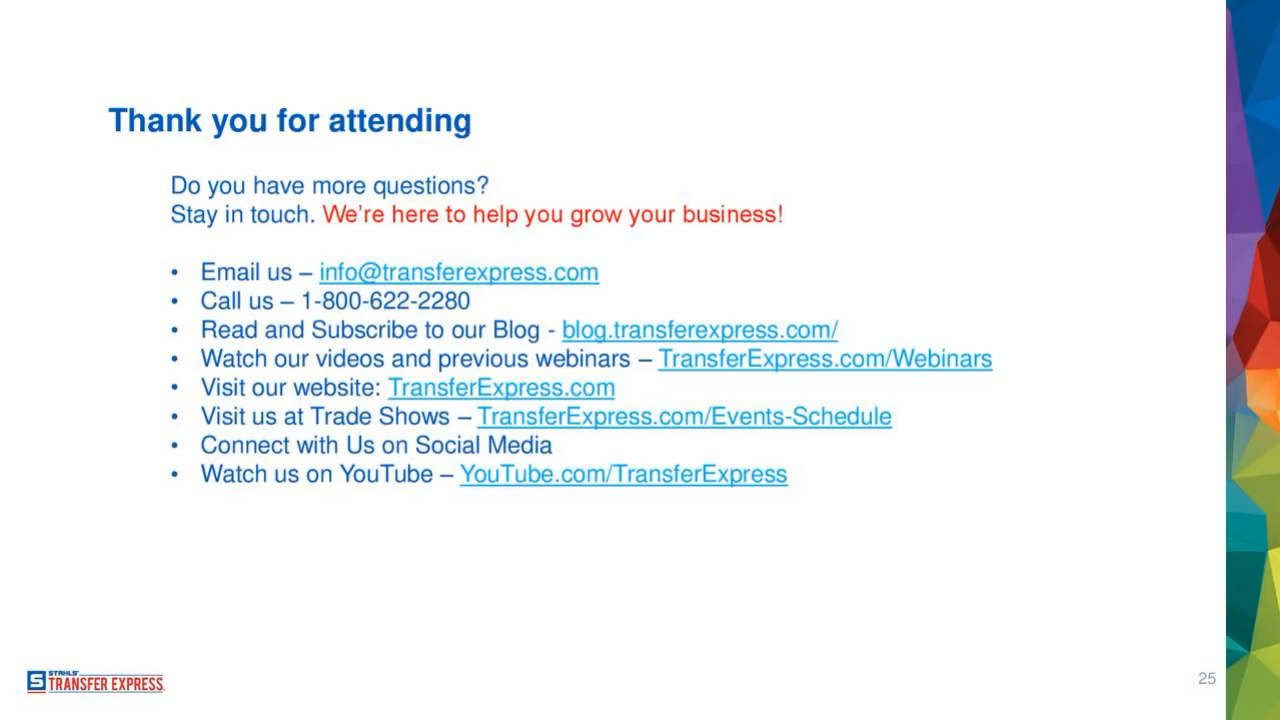 Thank you for attending
Do you have more questions?
Stay in touch. We're here to help you grow your business!
• Email us – info@transferexpress.com
• Call us – 1-800-622-2280
• Read and Subscribe to our Blog - blog.transferexpress.com/
• Watch our videos and previous webinars – TransferExpress.com/Webinars
• Visit our website: TransferExpress.com
• Visit us at Trade Shows – TransferExpress.com/Events-Schedule
• Connect with Us on Social Media
• Watch us on YouTube – YouTube.com/TransferExpress
S STAHLS'
TRANSFER EXPRESS
25